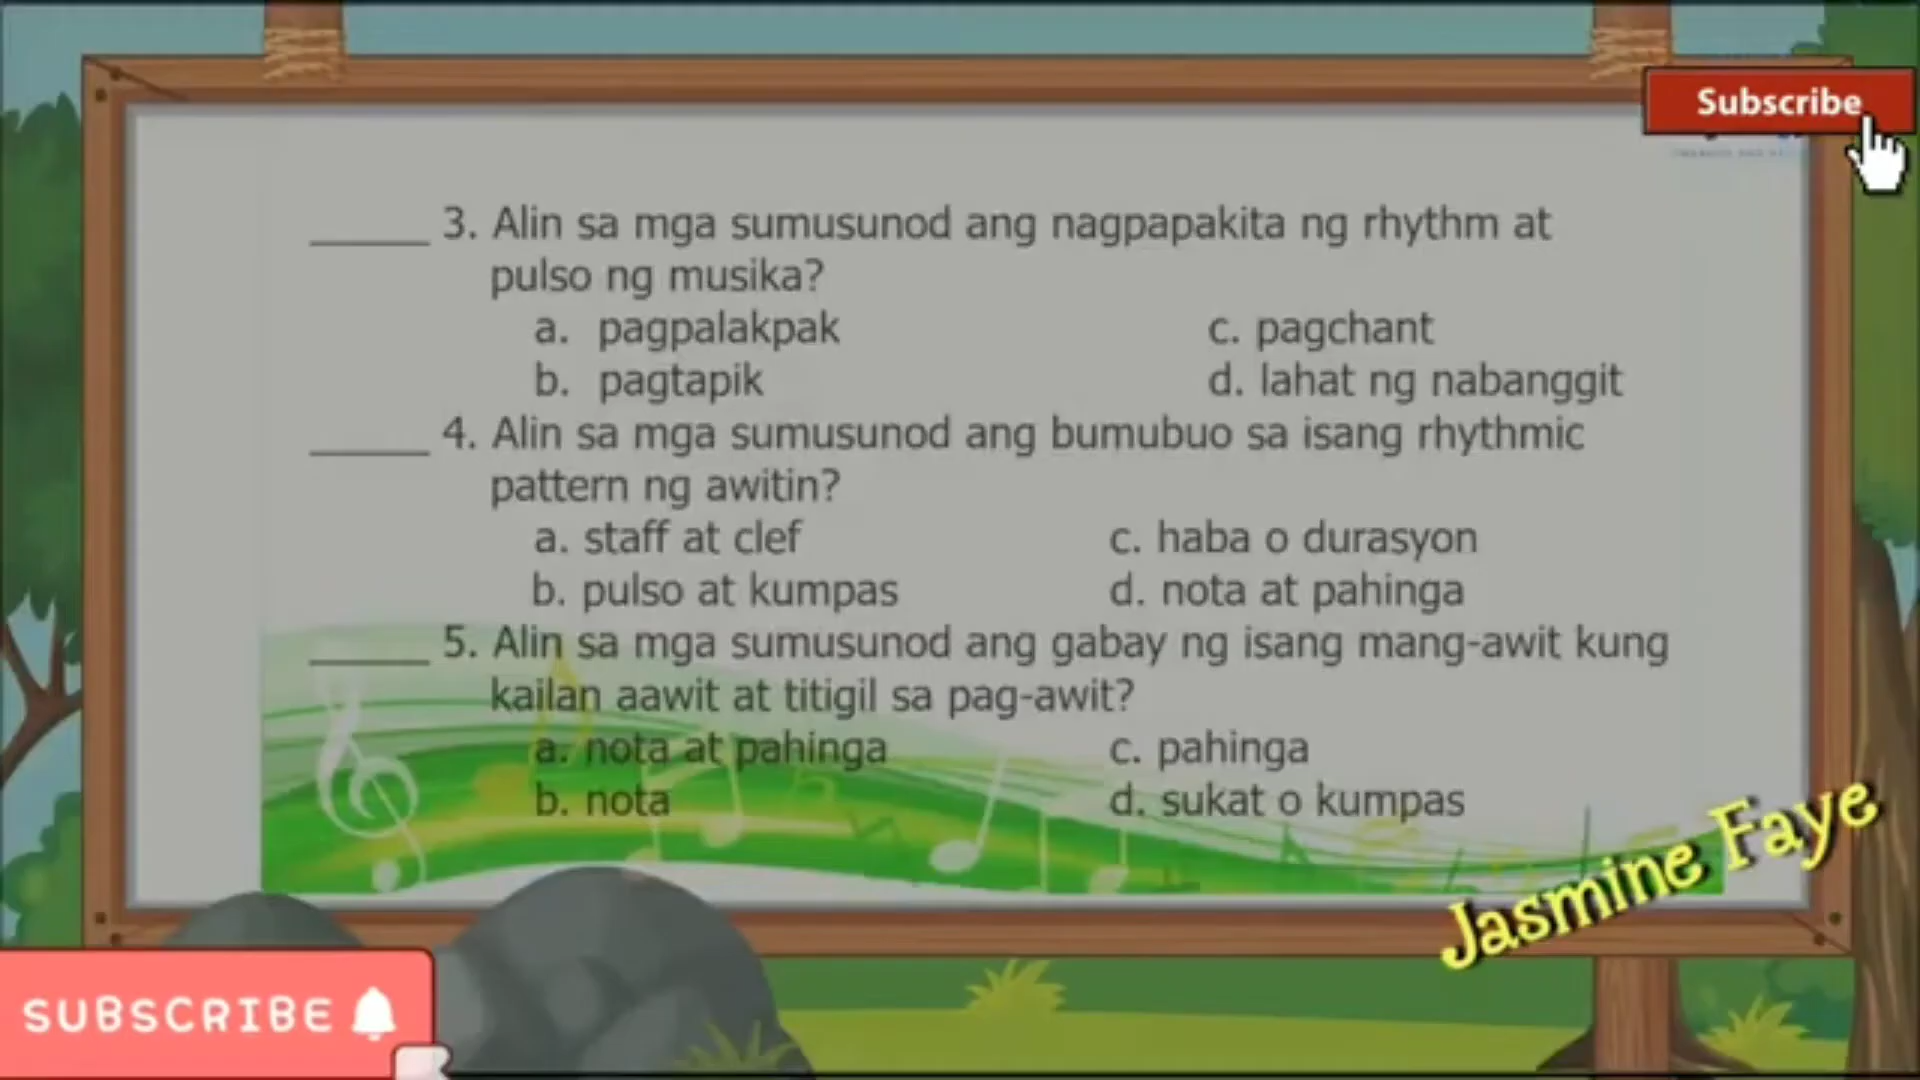 Subscribe
_____ 3. Alin sa mga sumusunod ang nagpapakita ng rhythm at
pulso ng musika?
a. pagpalakpak c. pagchant
b. pagtapik d. lahat ng nabanggit
_____ 4. Alin sa mga sumusunod ang bumubuo sa isang rhythmic
pattern ng awitin?
a. staff at clef c. haba o durasyon
b. pulso at kumpas d. nota at pahinga
_____ 5. Alin sa mga sumusunod ang gabay ng isang mang-awit kung
kailan aawit at titigil sa pag-awit?
a. nota at pahinga c. pahinga
b. nota d. sukat o kumpas
Jasmine Faye
SUBSCRIBE